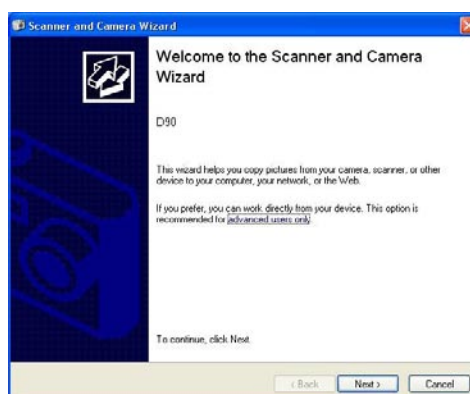 Scanner and Camera Wizard
Welcome to the Scanner and Camera
Wizard
D90
This wizard helps you copy pictures from your camera, scanner, or other
device to your computer, your network, or the Web.
If you prefer, you can work directly from your device. This option is
recommended for advanced users only.
To continue, click Next.
< Back Next > Cancel